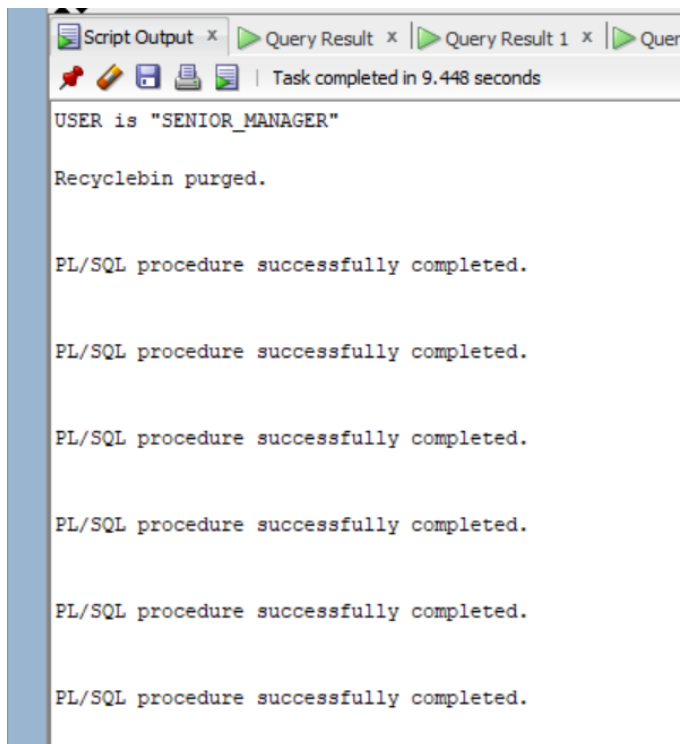 Script Output x Query Result x Query Result 1 x Quer
Task completed in 9.448 seconds
USER is "SENIOR_MANAGER"
Recyclebin purged.
PL/SQL procedure successfully completed.
PL/SQL procedure successfully completed.
PL/SQL procedure successfully completed.
PL/SQL procedure successfully completed.
PL/SQL procedure successfully completed.
PL/SQL procedure successfully completed.